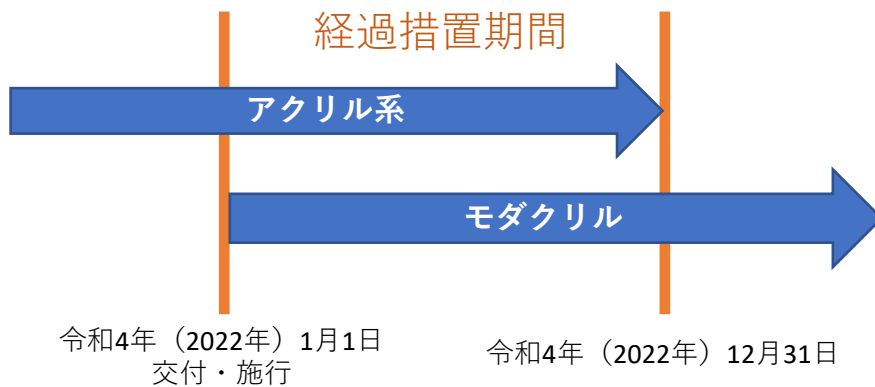 経過措置期間
アクリル系
モダクリル
令和4年（2022年）1月1日
交付・施行
令和4年（2022年）12月31日